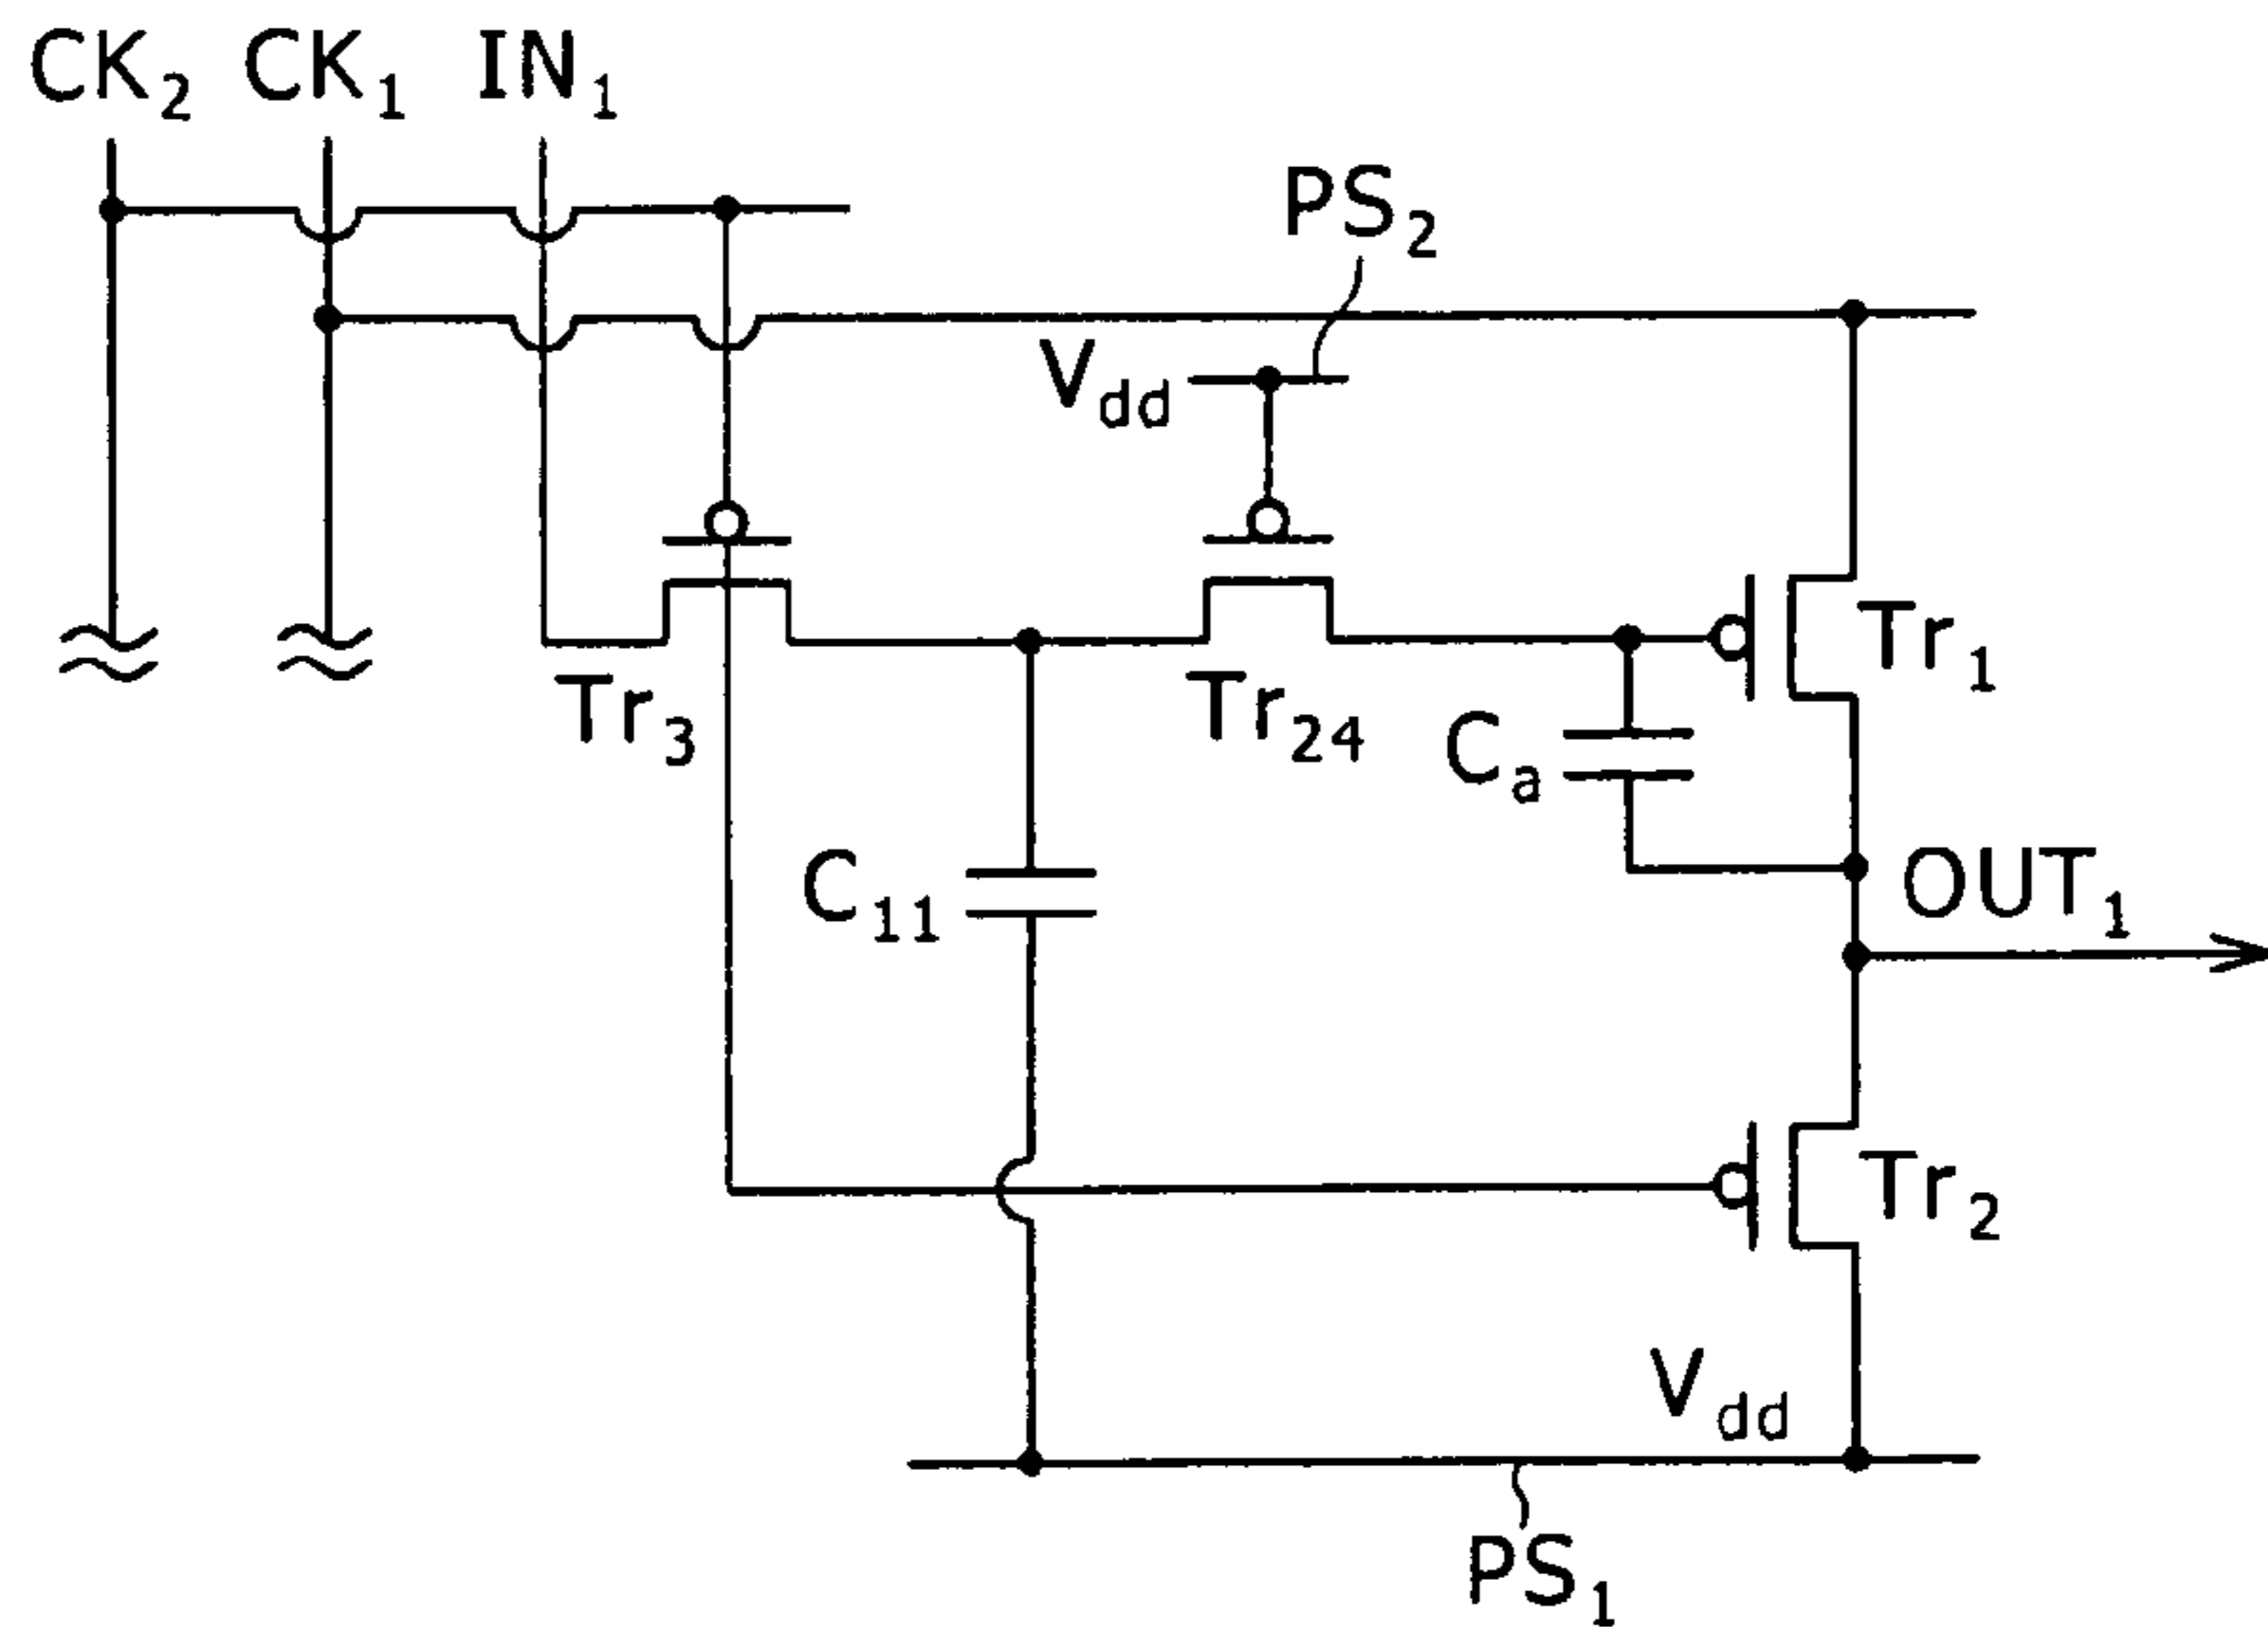 CK2 CK1 IN1
PS2
Vdd
Tr1
Tr3 Tr24
Ca
C11 OUT1
Tr2
Vdd
PS1